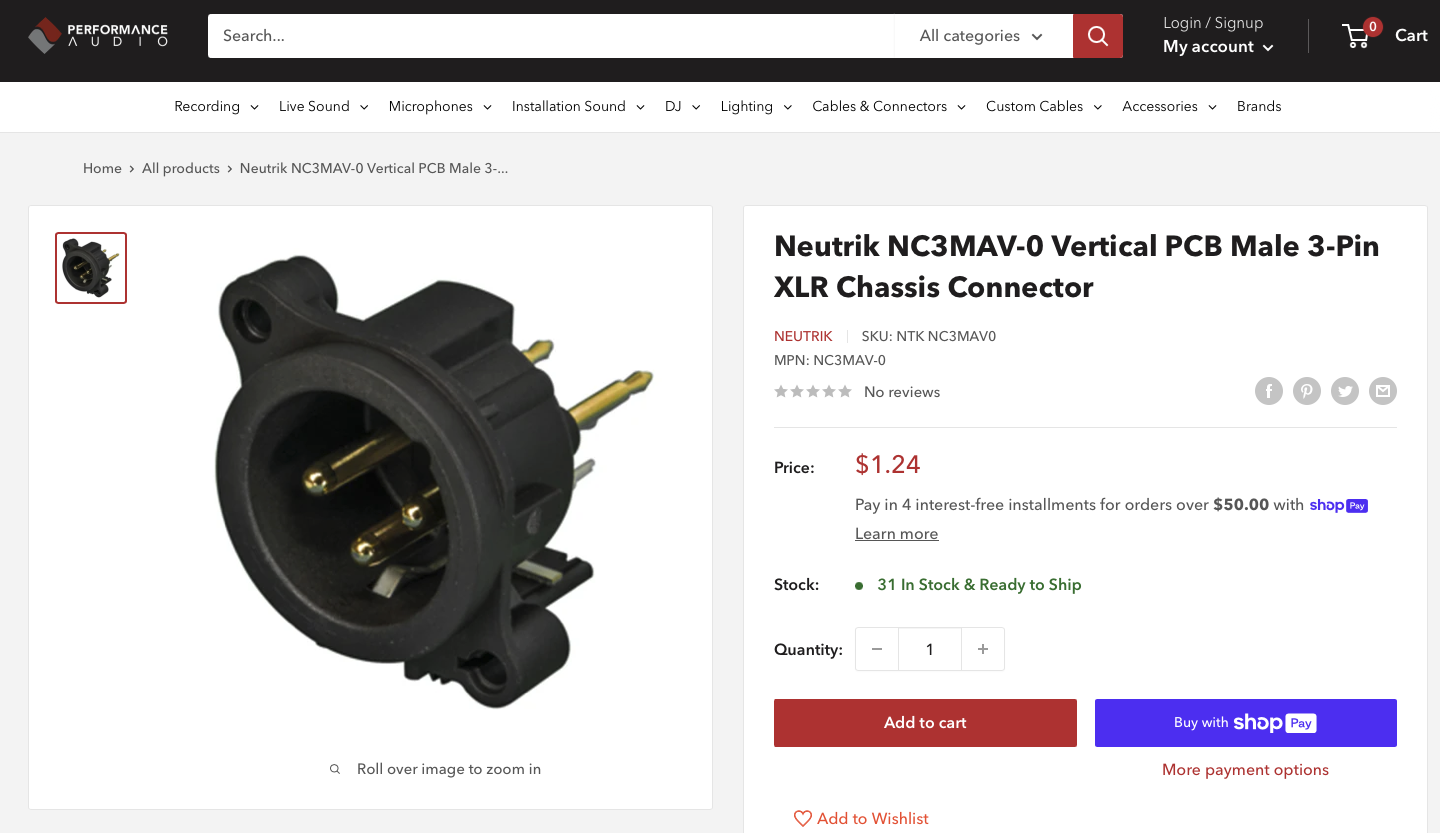 PERFORMANCE
AUDIO
Search...
All categories
Login / Signup
My account
0
Cart
Recording
Live Sound
Microphones
Installation Sound
DJ
Lighting
Cables & Connectors
Custom Cables
Accessories
Brands
Home > All products > Neutrik NC3MAV-0 Vertical PCB Male 3-...
Roll over image to zoom in
Neutrik NC3MAV-0 Vertical PCB Male 3-Pin
XLR Chassis Connector
NEUTRIK
SKU: NTK NC3MAV0
MPN: NC3MAV-0
No reviews
Price: $1.24
Pay in 4 interest-free installments for orders over $50.00 with shop Pay
Learn more
Stock: 31 In Stock & Ready to Ship
Quantity: − 1 +
Add to cart
Buy with shop Pay
More payment options
Add to Wishlist